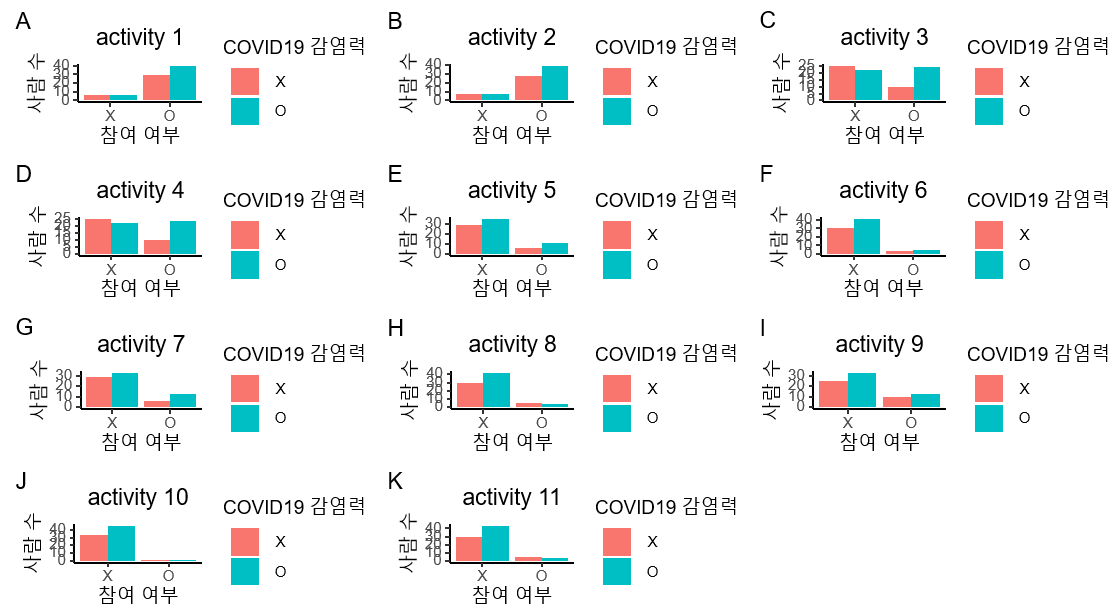 A
activity 1
COVID19 감염력
사람 수
40
30
20
10
0
X
O
X
O
참여 여부
B
activity 2
COVID19 감염력
사람 수
40
30
20
10
0
X
O
X
O
참여 여부
C
activity 3
COVID19 감염력
사람 수
25
20
15
10
5
0
X
O
X
O
참여 여부
D
activity 4
COVID19 감염력
사람 수
25
20
15
10
5
0
X
O
X
O
참여 여부
E
activity 5
COVID19 감염력
사람 수
30
20
10
0
X
O
X
O
참여 여부
F
activity 6
COVID19 감염력
사람 수
40
30
20
10
0
X
O
X
O
참여 여부
G
activity 7
COVID19 감염력
사람 수
30
20
10
0
X
O
X
O
참여 여부
H
activity 8
COVID19 감염력
사람 수
40
30
20
10
0
X
O
X
O
참여 여부
I
activity 9
COVID19 감염력
사람 수
30
20
10
0
X
O
X
O
참여 여부
J
activity 10
COVID19 감염력
사람 수
40
30
20
10
0
X
O
X
O
참여 여부
K
activity 11
COVID19 감염력
사람 수
40
30
20
10
0
X
O
X
O
참여 여부